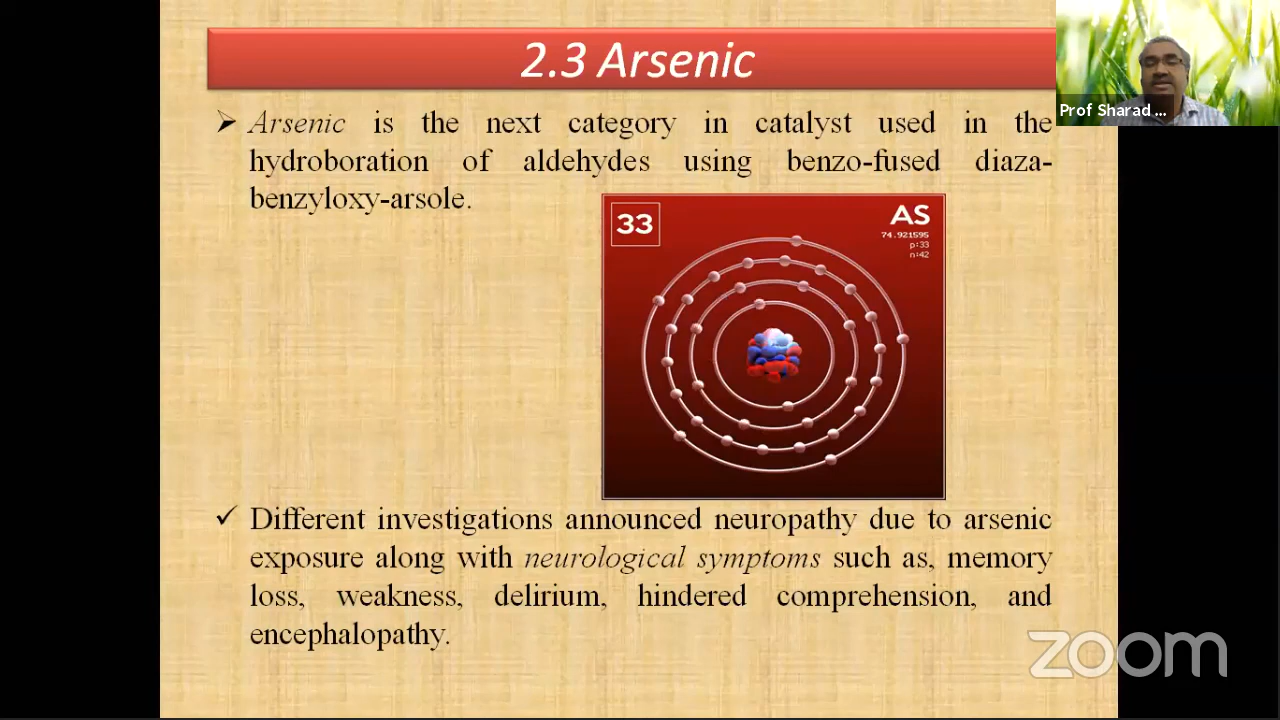 2.3 Arsenic
Prof Sharad ...
➢ Arsenic is the next category in catalyst used in the
hydroboration of aldehydes using benzo-fused diaza-
benzyloxy-arsole.
33
AS
74.921595
p:33
n:42
✓ Different investigations announced neuropathy due to arsenic
exposure along with neurological symptoms such as, memory
loss, weakness, delirium, hindered comprehension, and
encephalopathy.
zoom